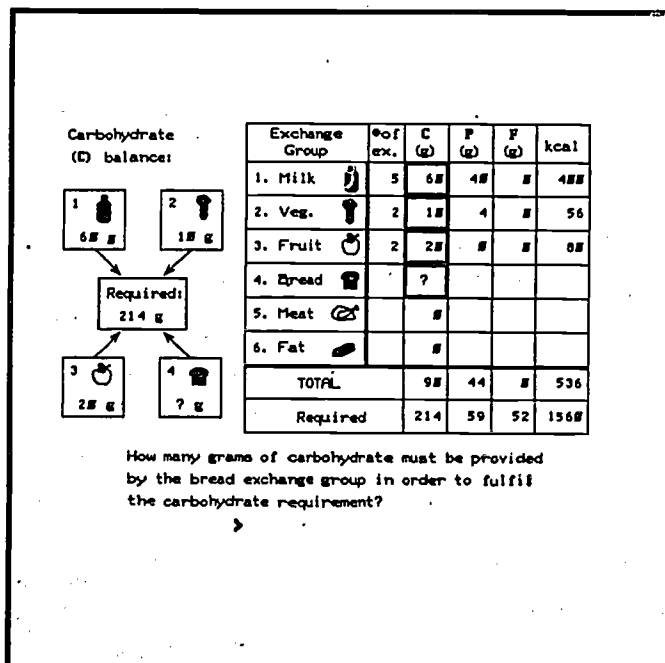 Carbohydrate
(C) balance:
1
60 g
2
10 g
Required:
214 g
3
20 g
4
? g
Exchange Group | # of ex. | C (g) | P (g) | F (g) | kcal
1. Milk 5 60 40 0 400
2. Veg. 2 10 4 0 56
3. Fruit 2 20 0 0 80
4. Bread ?
5. Meat 0
6. Fat 0
TOTAL 90 44 0 536
Required 214 59 52 1560
How many grams of carbohydrate must be provided
by the bread exchange group in order to fulfill
the carbohydrate requirement?
>